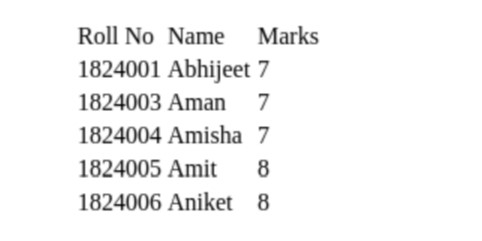 Roll No Name Marks
1824001 Abhijeet 7
1824003 Aman 7
1824004 Amisha 7
1824005 Amit 8
1824006 Aniket 8